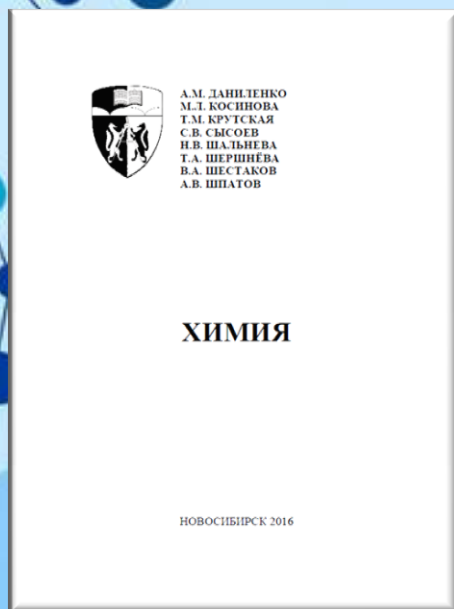 А.М. ДАНИЛЕНКО
М.Л. КОСИНОВА
Т.М. КРУТСКАЯ
С.В. СЫСОЕВ
Н.В. ШАЛЬНЕВА
Т.А. ШЕРШНЁВА
В.А. ШЕСТАКОВ
А.В. ШПАТОВ
ХИМИЯ
НОВОСИБИРСК 2016